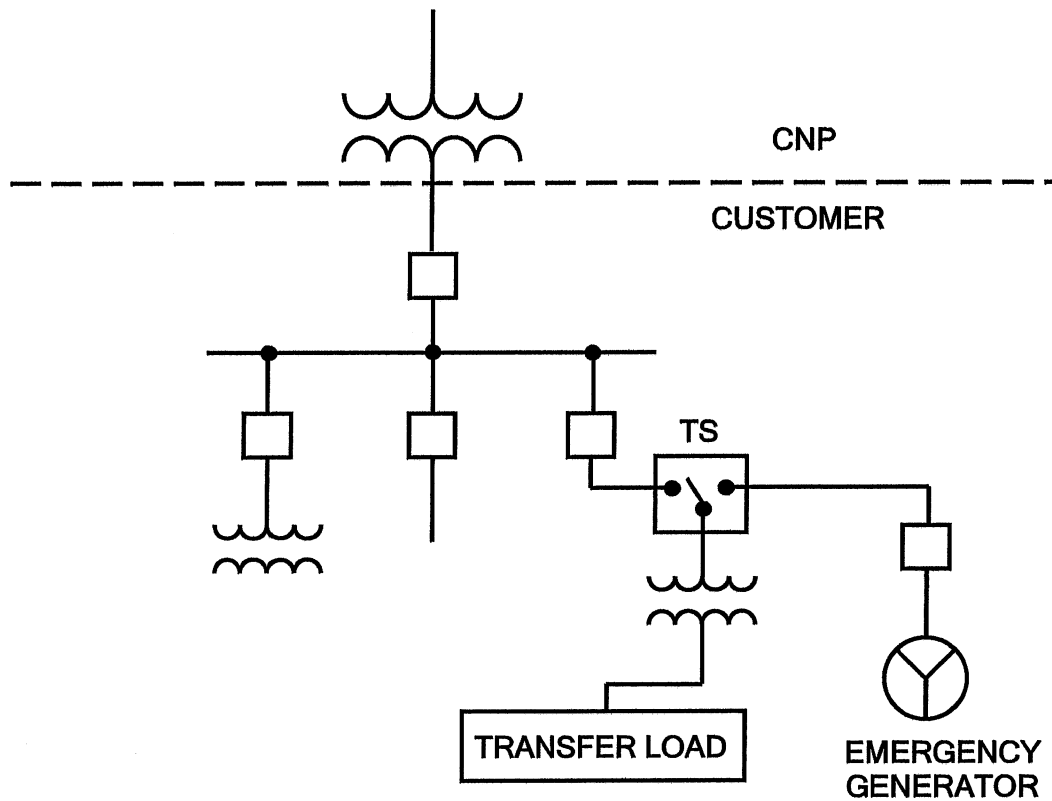 CNP
CUSTOMER
TS
TRANSFER LOAD
EMERGENCY
GENERATOR